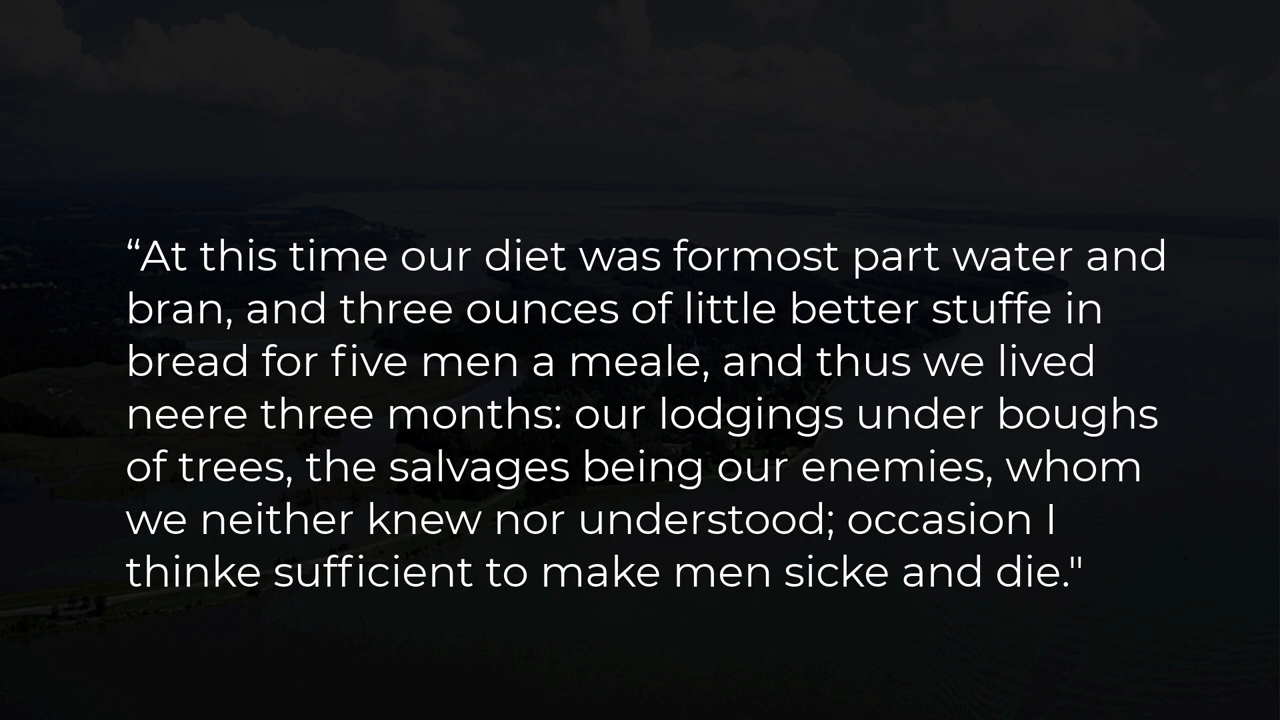 “At this time our diet was formost part water and
bran, and three ounces of little better stuffe in
bread for five men a meale, and thus we lived
neere three months: our lodgings under boughs
of trees, the salvages being our enemies, whom
we neither knew nor understood; occasion I
thinke sufficient to make men sicke and die."